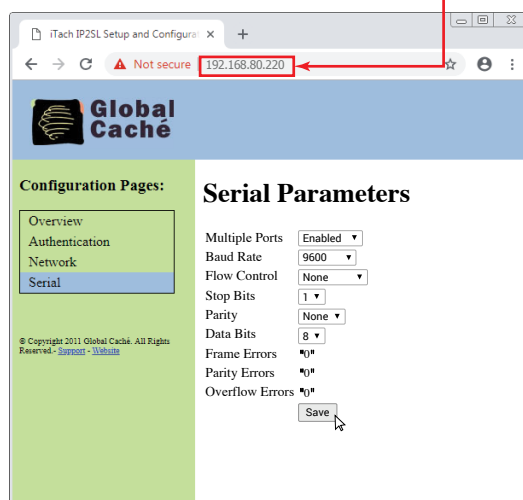 iTach IP2SL Setup and Configurat
Not secure
192.168.80.220
Global
Caché
Configuration Pages:
Overview
Authentication
Network
Serial
© Copyright 2011 Global Caché. All Rights
Reserved.- Support - Website
Serial Parameters
Multiple Ports Enabled
Baud Rate 9600
Flow Control None
Stop Bits 1
Parity None
Data Bits 8
Frame Errors "0"
Parity Errors "0"
Overflow Errors "0"
Save